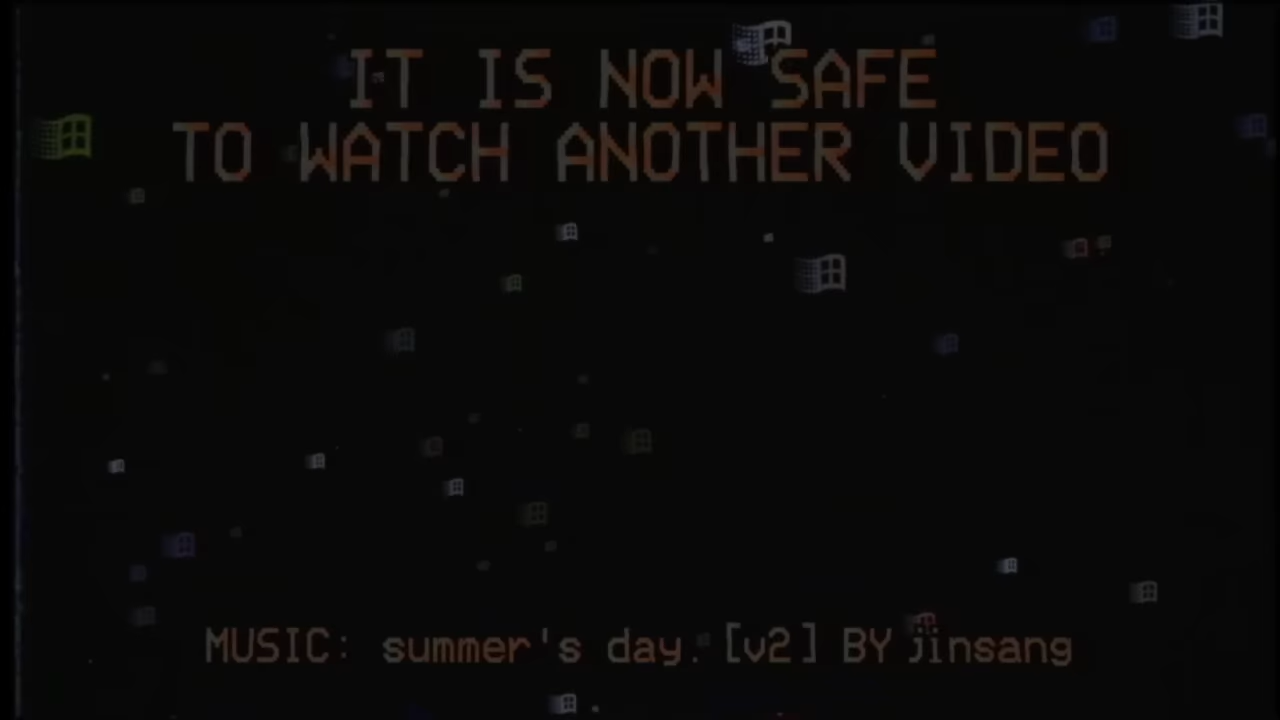 IT IS NOW SAFE
TO WATCH ANOTHER VIDEO
MUSIC: summer's day. [v2] BY jinsang